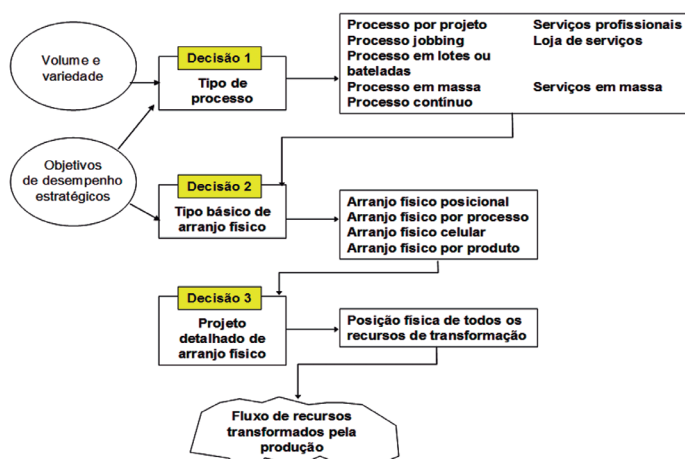 Volume e
variedade
Objetivos
de desempenho
estratégicos
Decisão 1
Tipo de
processo
Processo por projeto Serviços profissionais
Processo jobbing Loja de serviços
Processo em lotes ou
bateladas
Processo em massa Serviços em massa
Processo contínuo
Decisão 2
Tipo básico de
arranjo físico
Arranjo físico posicional
Arranjo físico por processo
Arranjo físico celular
Arranjo físico por produto
Decisão 3
Projeto
detalhado de
arranjo físico
Posição física de todos os
recursos de transformação
Fluxo de recursos
transformados pela
produção